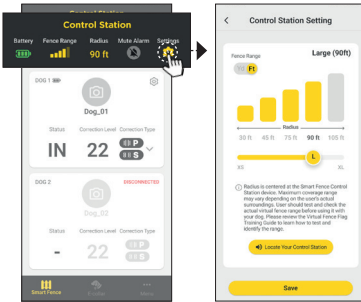 Control Station
Control Station
Battery Fence Range Radius Mute Alarm Settings
90 ft
DOG 1
Dog_01
Status Correction Level Correction Type
IN 22 P
S
DOG 2 DISCONNECTED
Dog_02
Status Correction Level Correction Type
- 22 P
S
Smart Fence Trainer Menu
Control Station Setting
Fence Range Large (90ft)
Ft
Radius
30 ft 45 ft 75 ft 90 ft 105 ft
L
XS XL
Radius is centered at the Smart Fence Control
Station device. Maximum coverage range
may vary depending on the user's actual
surroundings. User should test and check the
actual virtual fence range before using it with
your dog. Please review the Virtual Fence Flag
Training Guide to learn how to test and
identify the range.
Locate Your Control Station
Save